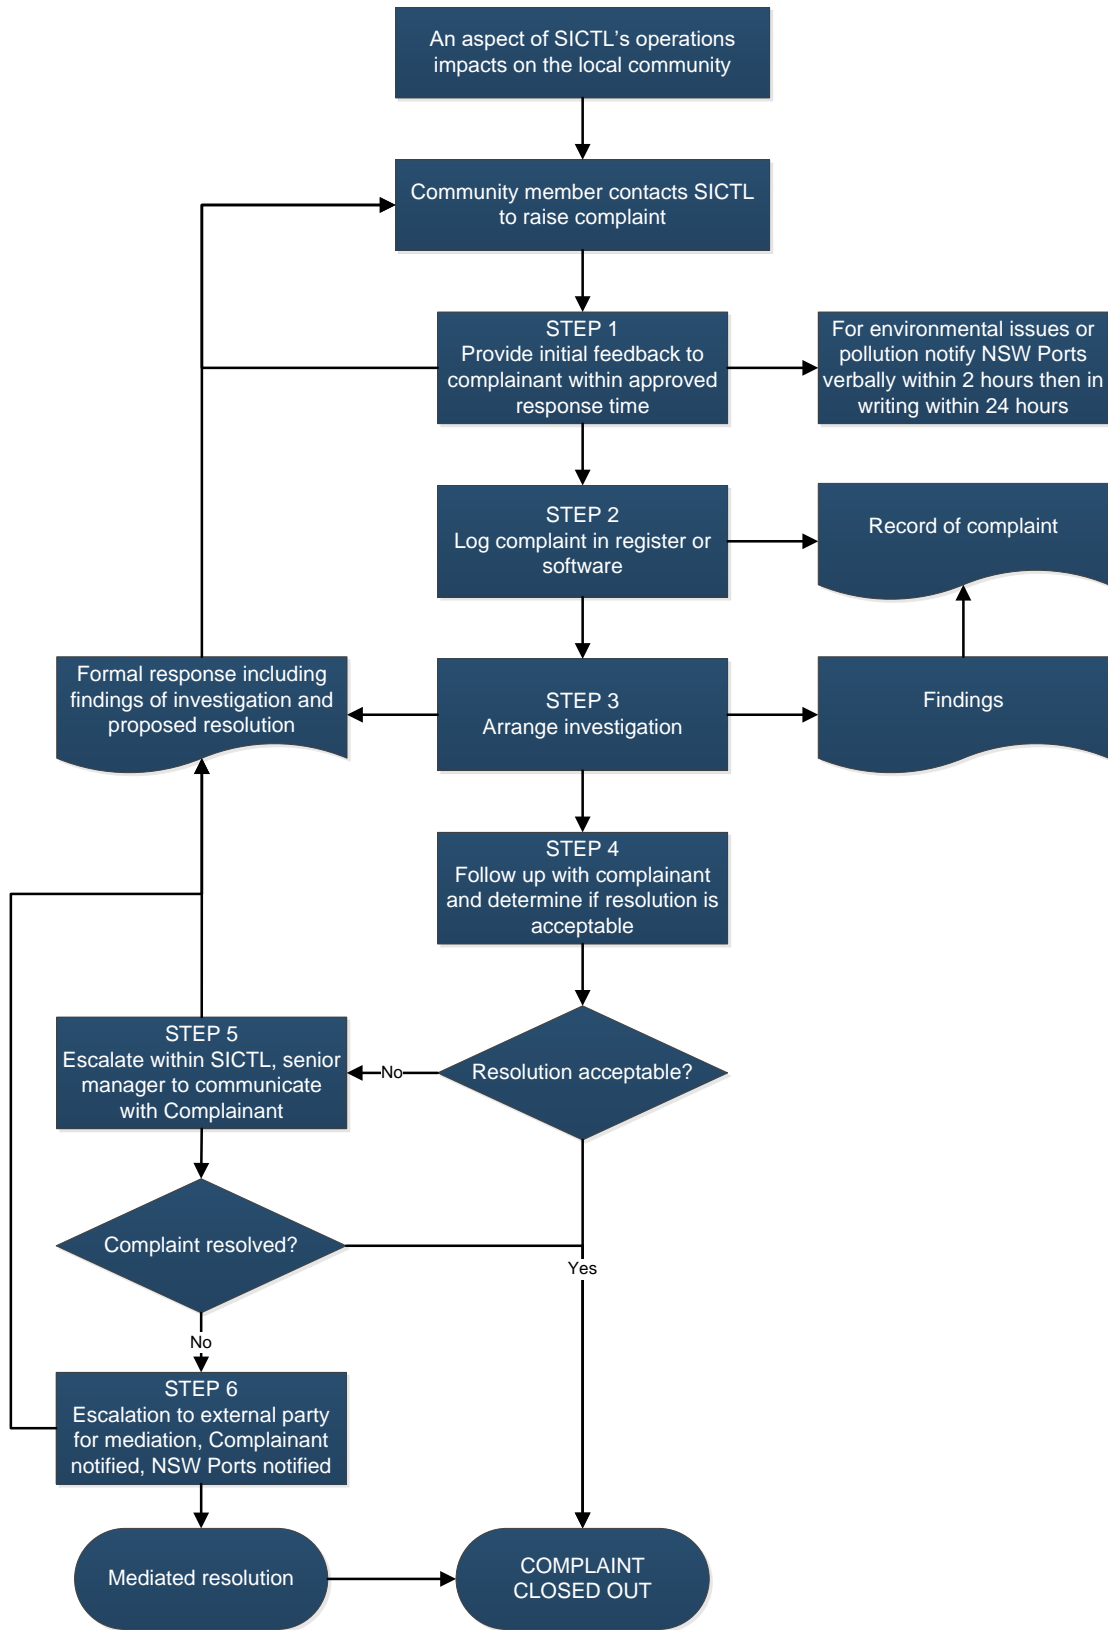 An aspect of SICTL's operations
impacts on the local community
Community member contacts SICTL
to raise complaint
STEP 1
Provide initial feedback to
complainant within approved
response time
For environmental issues or
pollution notify NSW Ports
verbally within 2 hours then in
writing within 24 hours
STEP 2
Log complaint in register or
software
Record of complaint
Formal response including
findings of investigation and
proposed resolution
STEP 3
Arrange investigation
Findings
STEP 4
Follow up with complainant
and determine if resolution is
acceptable
STEP 5
Escalate within SICTL, senior
manager to communicate
with Complainant
No
Resolution acceptable?
Complaint resolved?
Yes
No
STEP 6
Escalation to external party
for mediation, Complainant
notified, NSW Ports notified
Mediated resolution
COMPLAINT
CLOSED OUT